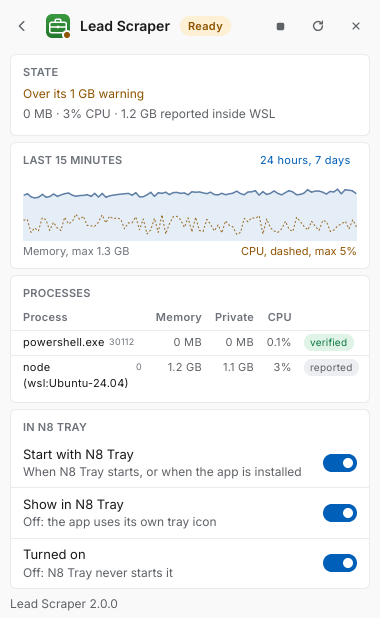 Lead Scraper Ready
STATE
Over its 1 GB warning
0 MB · 3% CPU · 1.2 GB reported inside WSL
LAST 15 MINUTES 24 hours, 7 days
Memory, max 1.3 GB CPU, dashed, max 5%
PROCESSES
Process Memory Private CPU
powershell.exe 30112 0 MB 0 MB 0.1% verified
node 0 1.2 GB 1.1 GB 3% reported
(wsl:Ubuntu-24.04)
IN N8 TRAY
Start with N8 Tray
When N8 Tray starts, or when the app is installed
Show in N8 Tray
Off: the app uses its own tray icon
Turned on
Off: N8 Tray never starts it
Lead Scraper 2.0.0